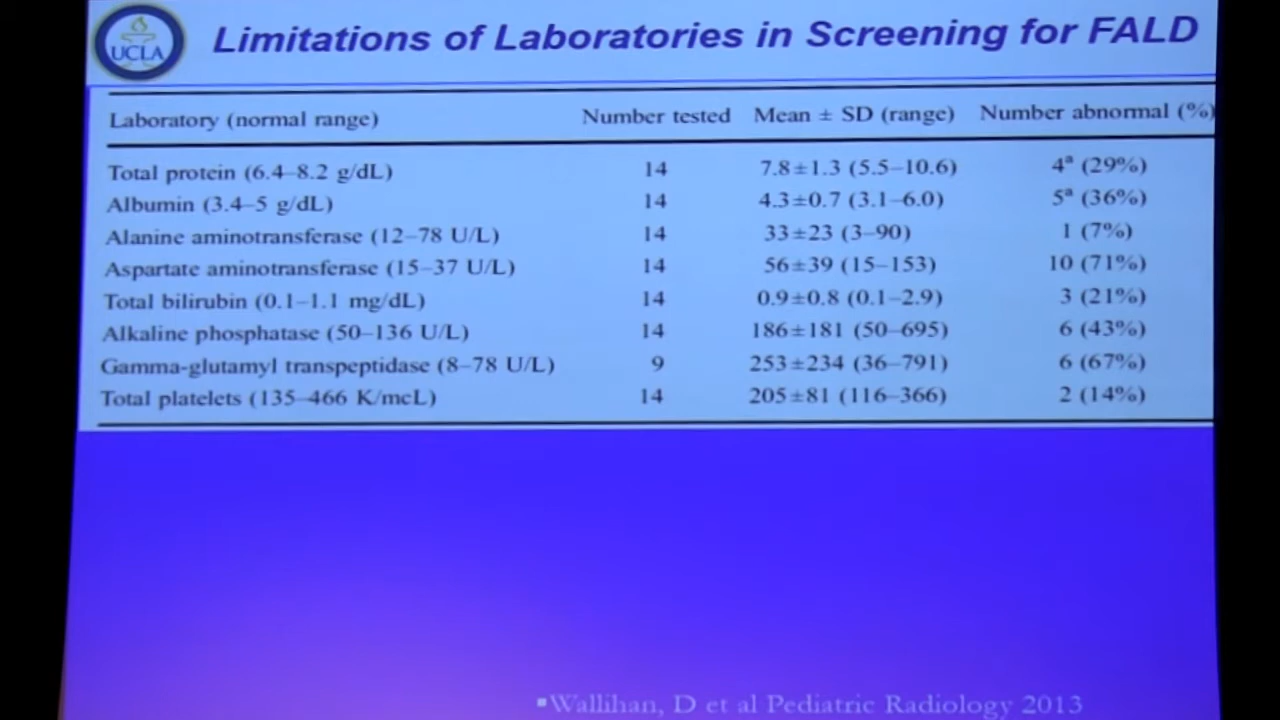 UCLA
Limitations of Laboratories in Screening for FALD
Laboratory (normal range) Number tested Mean ± SD (range) Number abnormal (%)
Total protein (6.4–8.2 g/dL) 14 7.8±1.3 (5.5–10.6) 4ᵃ (29%)
Albumin (3.4–5 g/dL) 14 4.3±0.7 (3.1–6.0) 5ᵃ (36%)
Alanine aminotransferase (12–78 U/L) 14 33±23 (3–90) 1 (7%)
Aspartate aminotransferase (15–37 U/L) 14 56±39 (15–153) 10 (71%)
Total bilirubin (0.1–1.1 mg/dL) 14 0.9±0.8 (0.1–2.9) 3 (21%)
Alkaline phosphatase (50–136 U/L) 14 186±181 (50–695) 6 (43%)
Gamma-glutamyl transpeptidase (8–78 U/L) 9 253±234 (36–791) 6 (67%)
Total platelets (135–466 K/mcL) 14 205±81 (116–366) 2 (14%)
▪Wallihan, D et al Pediatric Radiology 2013